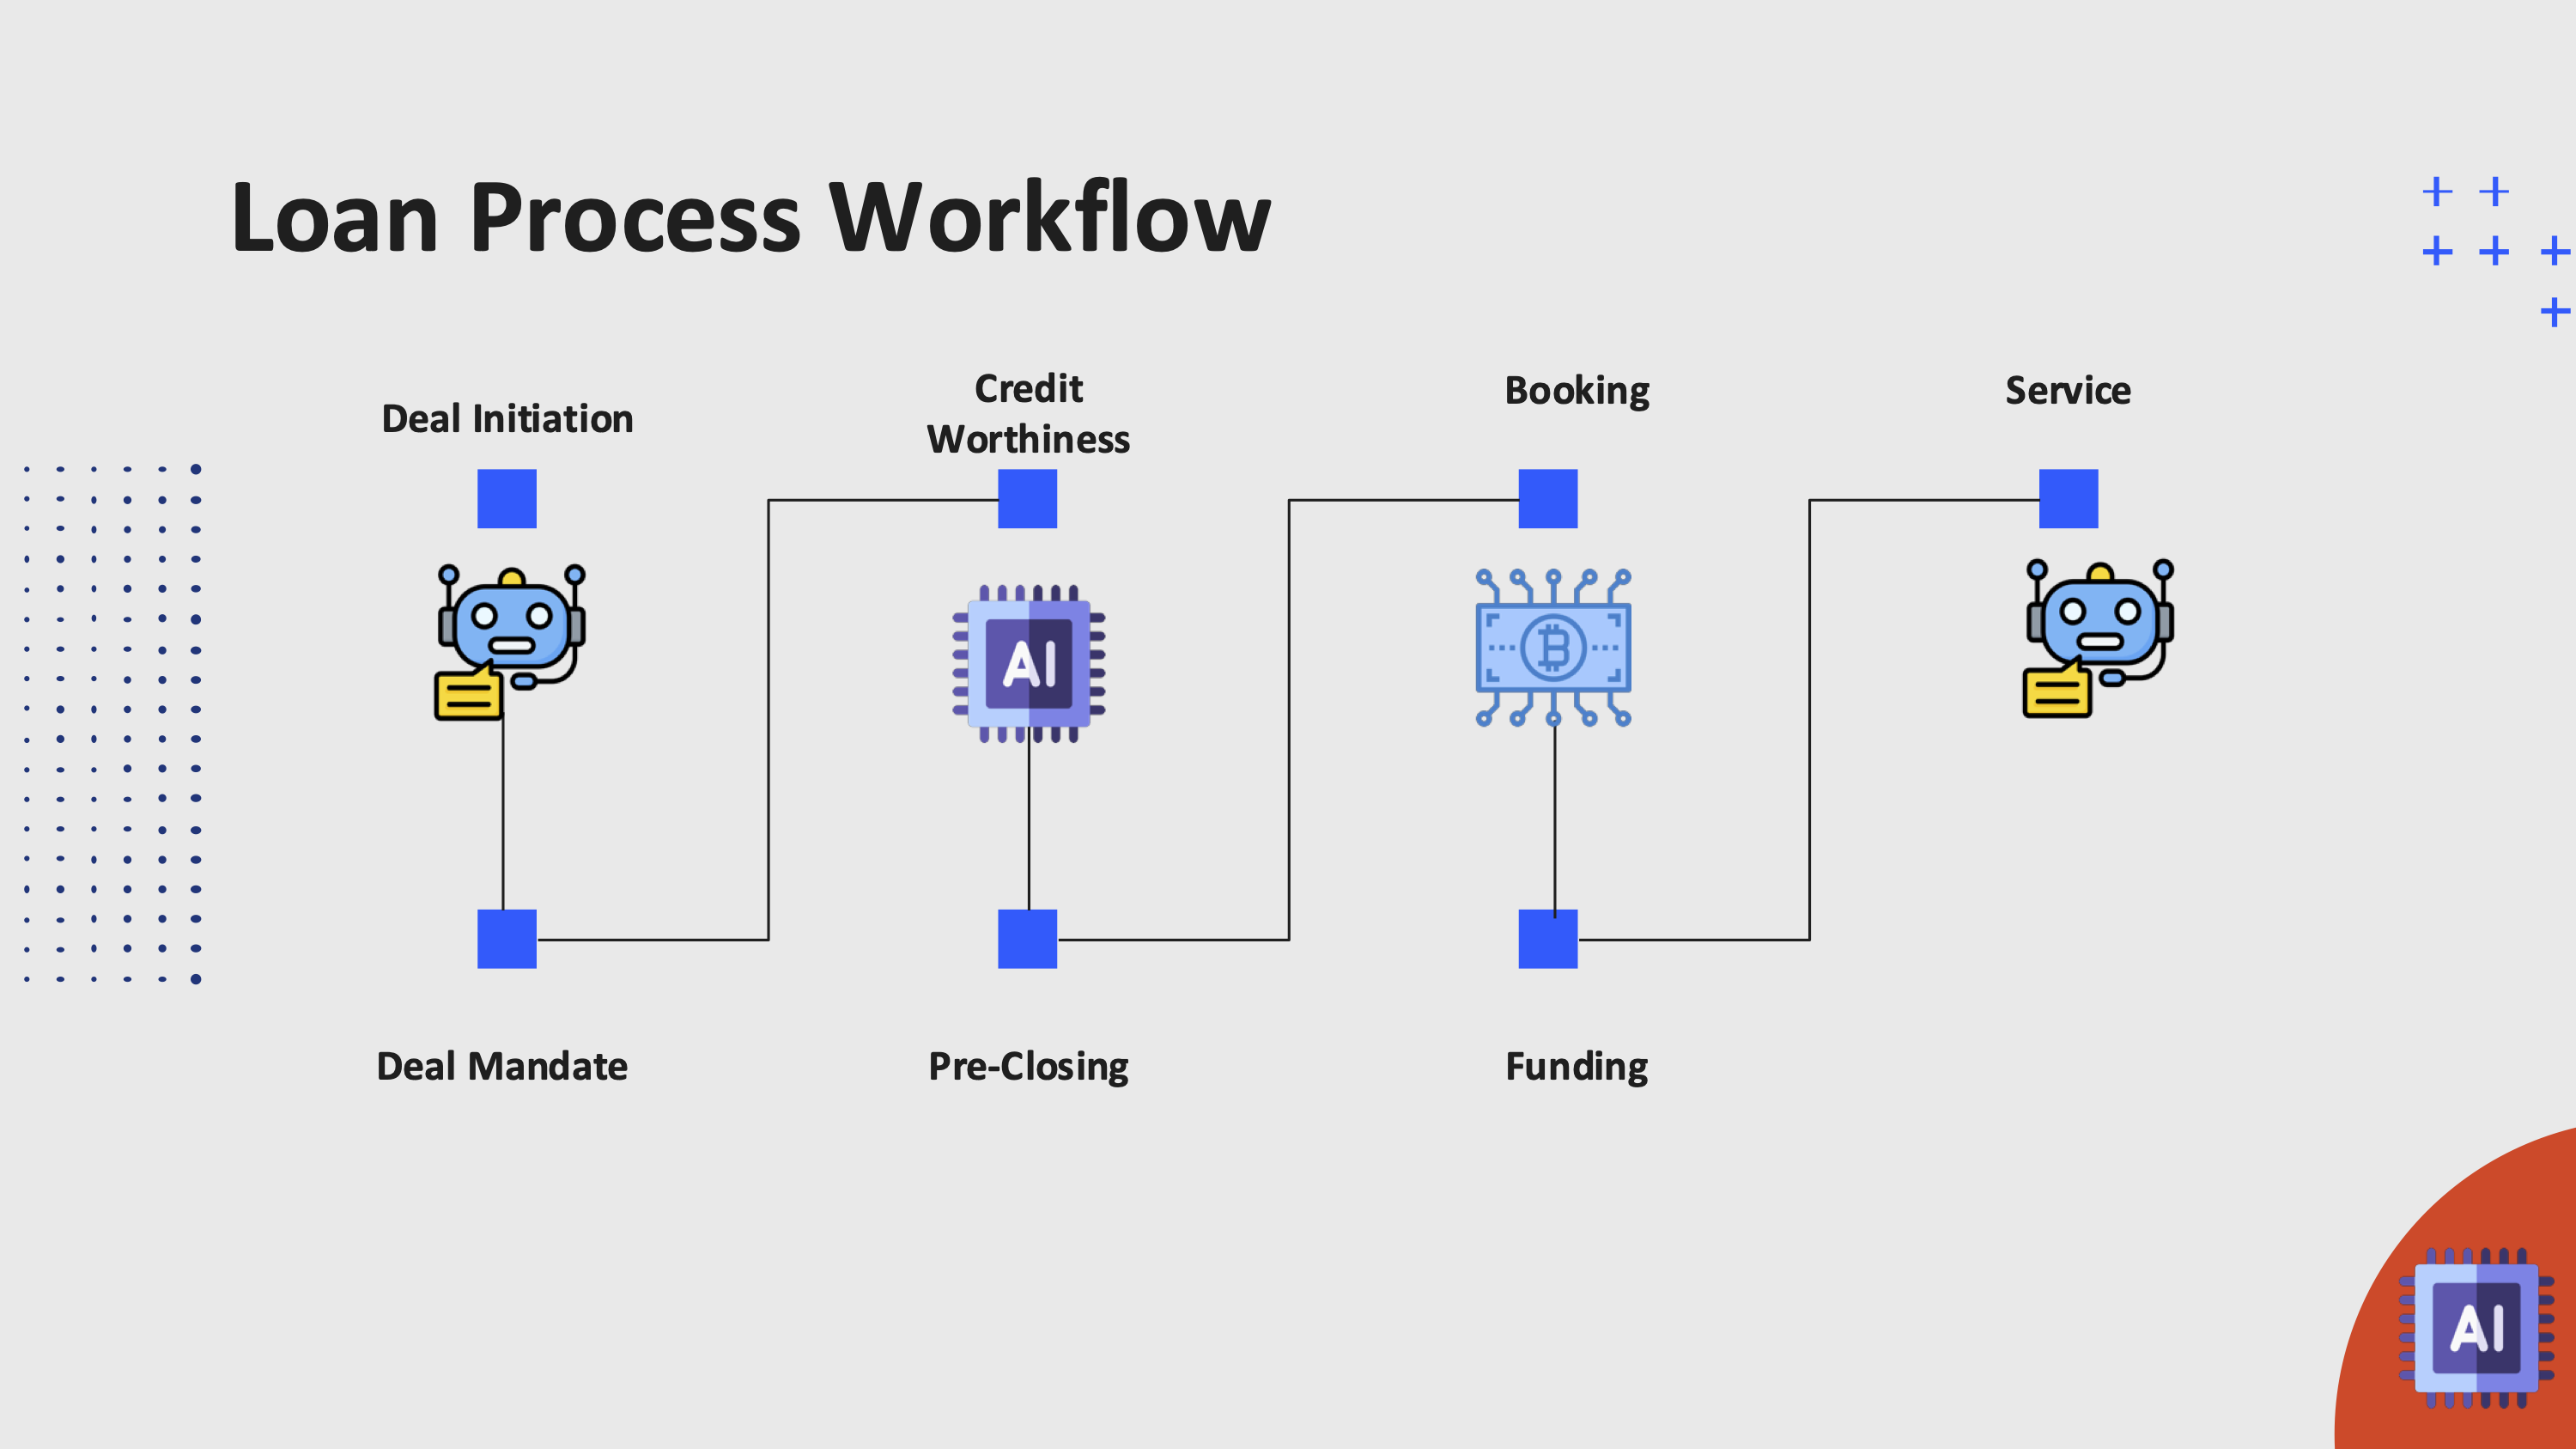 Loan Process Workflow
Deal Initiation
Credit
Worthiness
Booking
Service
AI
Deal Mandate
Pre-Closing
Funding
AI